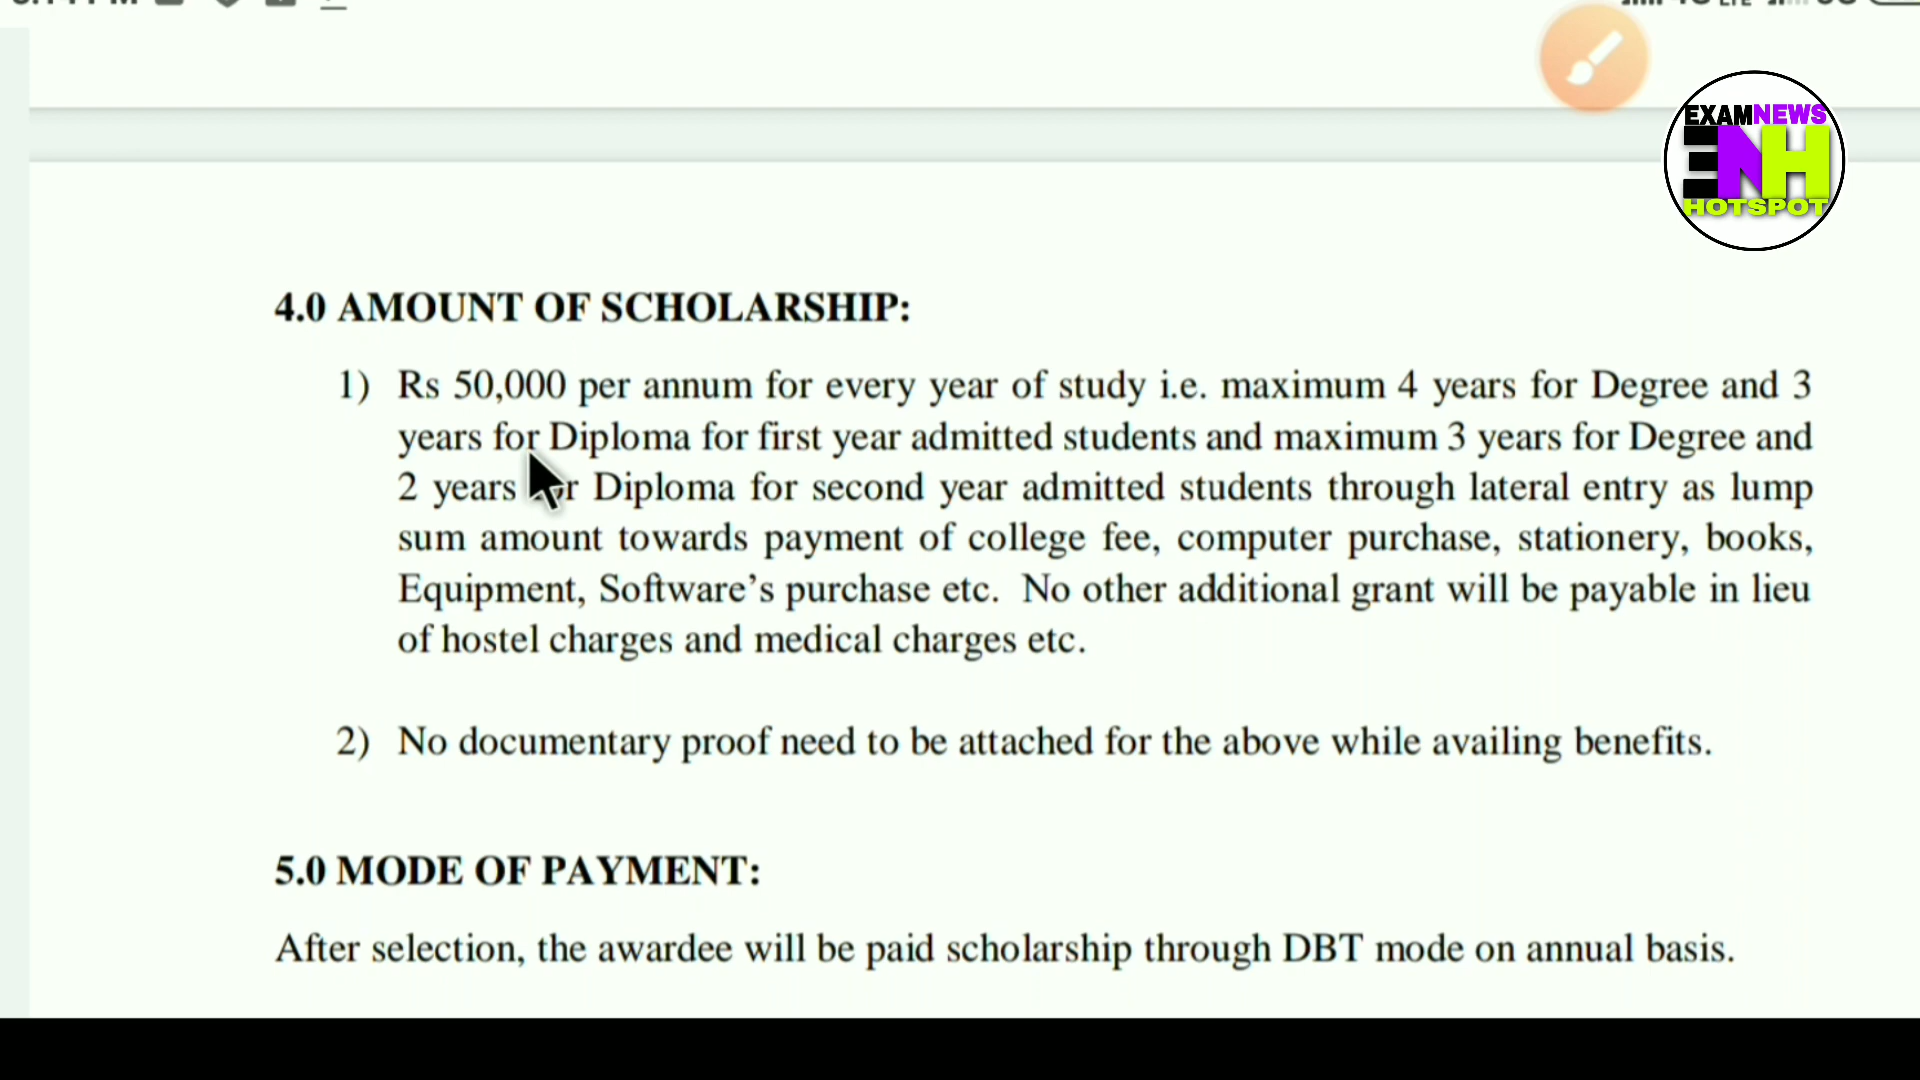 EXAMNEWS
ENH
HOTSPOT
4.0 AMOUNT OF SCHOLARSHIP:
1) Rs 50,000 per annum for every year of study i.e. maximum 4 years for Degree and 3
years for Diploma for first year admitted students and maximum 3 years for Degree and
2 years Diploma for second year admitted students through lateral entry as lump
sum amount towards payment of college fee, computer purchase, stationery, books,
Equipment, Software’s purchase etc. No other additional grant will be payable in lieu
of hostel charges and medical charges etc.
2) No documentary proof need to be attached for the above while availing benefits.
5.0 MODE OF PAYMENT:
After selection, the awardee will be paid scholarship through DBT mode on annual basis.